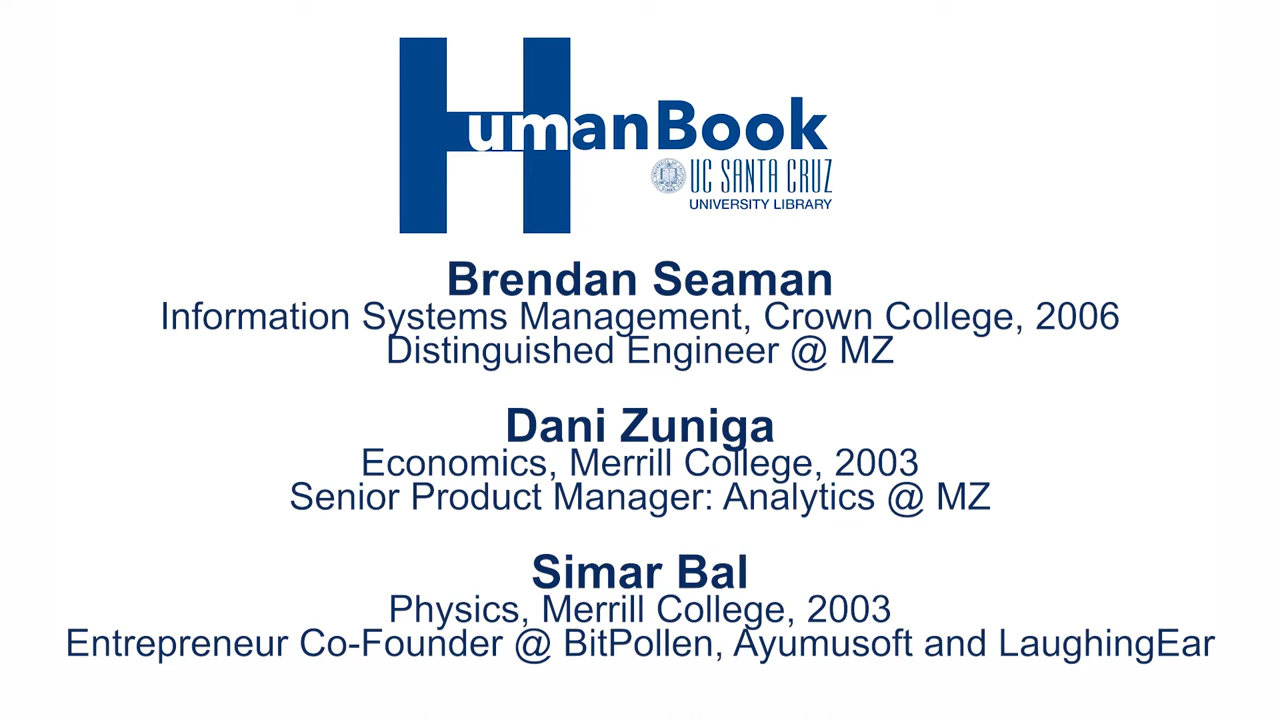 HumanBook
UC SANTA CRUZ
UNIVERSITY LIBRARY
Brendan Seaman
Information Systems Management, Crown College, 2006
Distinguished Engineer @ MZ
Dani Zuniga
Economics, Merrill College, 2003
Senior Product Manager: Analytics @ MZ
Simar Bal
Physics, Merrill College, 2003
Entrepreneur Co-Founder @ BitPollen, Ayumusoft and LaughingEar